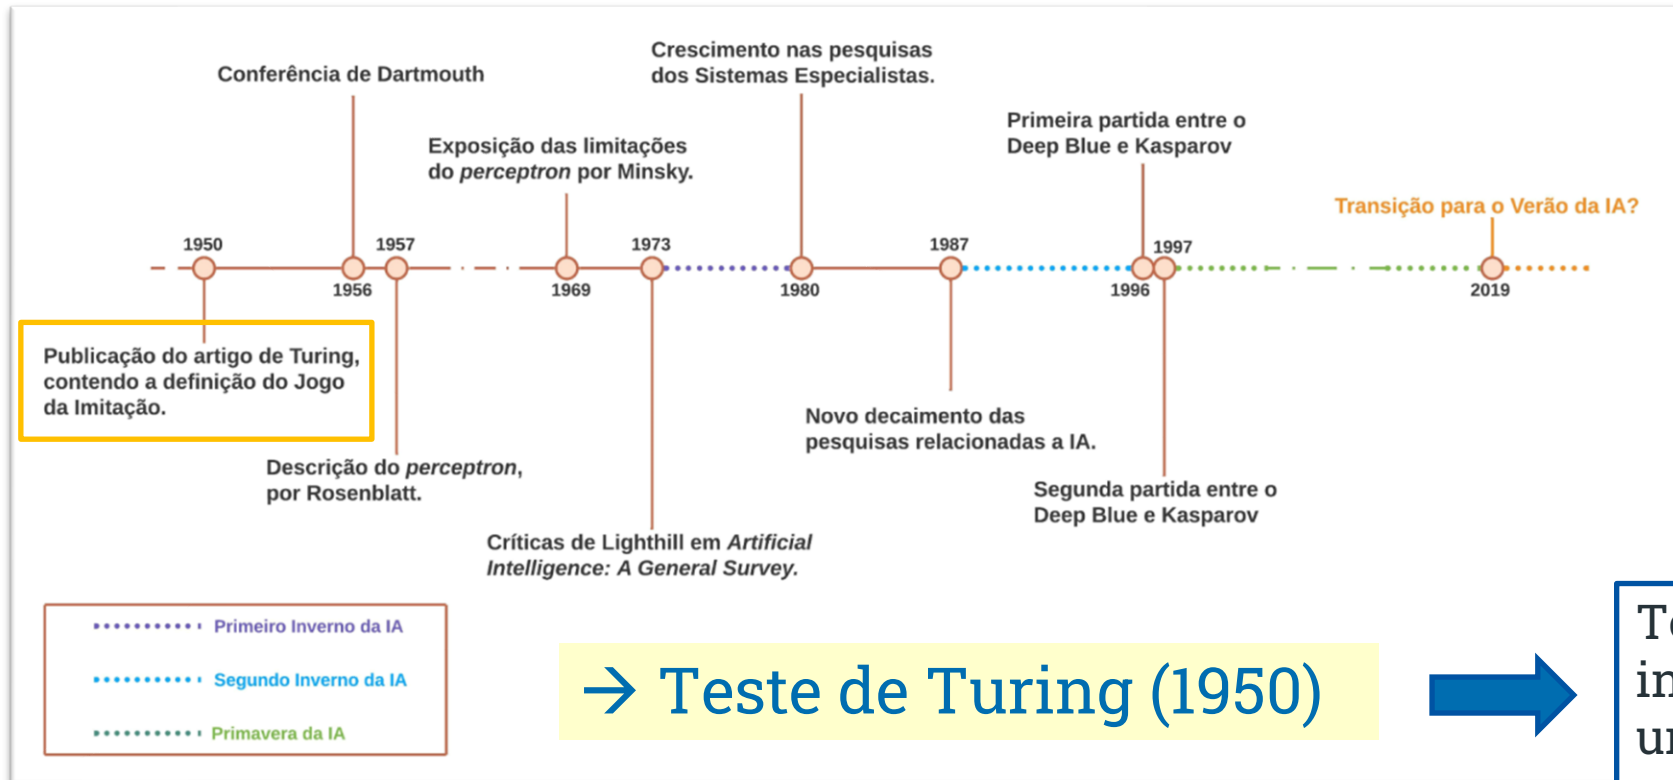 Crescimento nas pesquisas
dos Sistemas Especialistas.
Conferência de Dartmouth
Primeira partida entre o
Deep Blue e Kasparov
Exposição das limitações
do perceptron por Minsky.
Transição para o Verão da IA?
1950
1957
1973
1987
1997
1956
1969
1980
1996
2019
Publicação do artigo de Turing,
contendo a definição do Jogo
da Imitação.
Novo decaimento das
pesquisas relacionadas a IA.
Descrição do perceptron,
por Rosenblatt.
Segunda partida entre o
Deep Blue e Kasparov
Críticas de Lighthill em Artificial
Intelligence: A General Survey.
Primeiro Inverno da IA
Segundo Inverno da IA
Primavera da IA
→ Teste de Turing (1950)